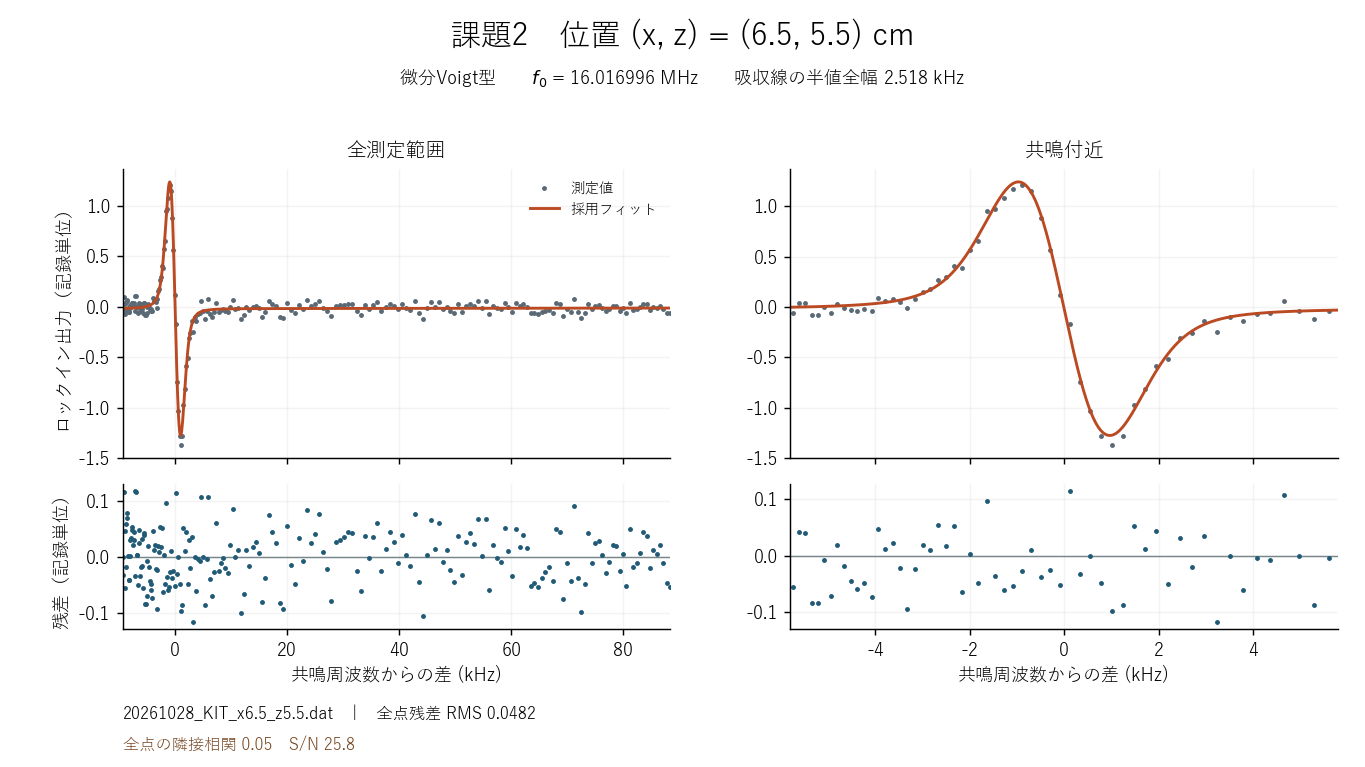 課題2　位置 (x, z) = (6.5, 5.5) cm
微分Voigt型　　f₀ = 16.016996 MHz　　吸収線の半値全幅 2.518 kHz
全測定範囲
測定値
採用フィット
ロックイン出力（記録単位）
1.0
0.5
0.0
-0.5
-1.0
-1.5
残差（記録単位）
0.1
0.0
-0.1
0 20 40 60 80
共鳴周波数からの差 (kHz)
共鳴付近
1.0
0.5
0.0
-0.5
-1.0
-1.5
0.1
0.0
-0.1
-4 -2 0 2 4
共鳴周波数からの差 (kHz)
20261028_KIT_x6.5_z5.5.dat　|　全点残差 RMS 0.0482
全点の隣接相関 0.05　S/N 25.8